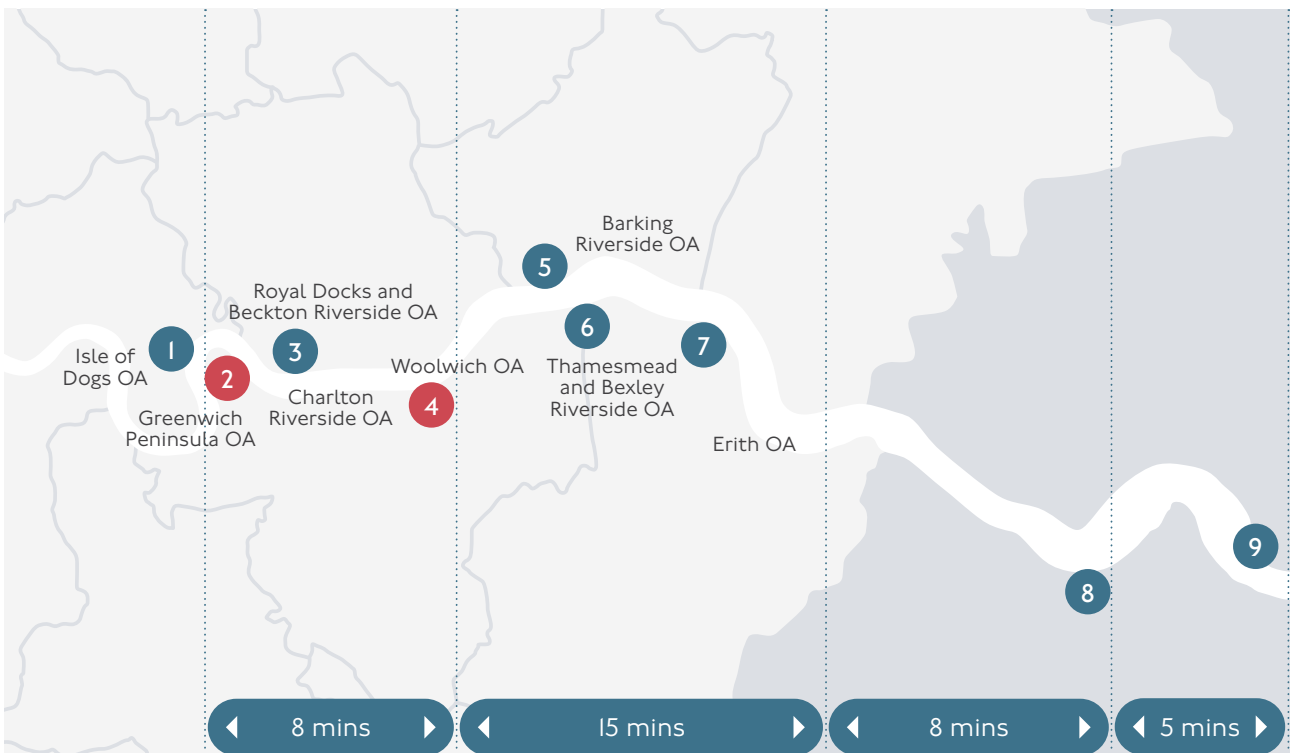 Barking
Riverside OA
5
Royal Docks and
Beckton Riverside OA
6
1
3
7
Isle of
Dogs OA
Woolwich OA
Thamesmead
and Bexley
Riverside OA
2
Charlton
Riverside OA
4
Greenwich
Peninsula OA
Erith OA
9
8
8 mins
15 mins
8 mins
5 mins